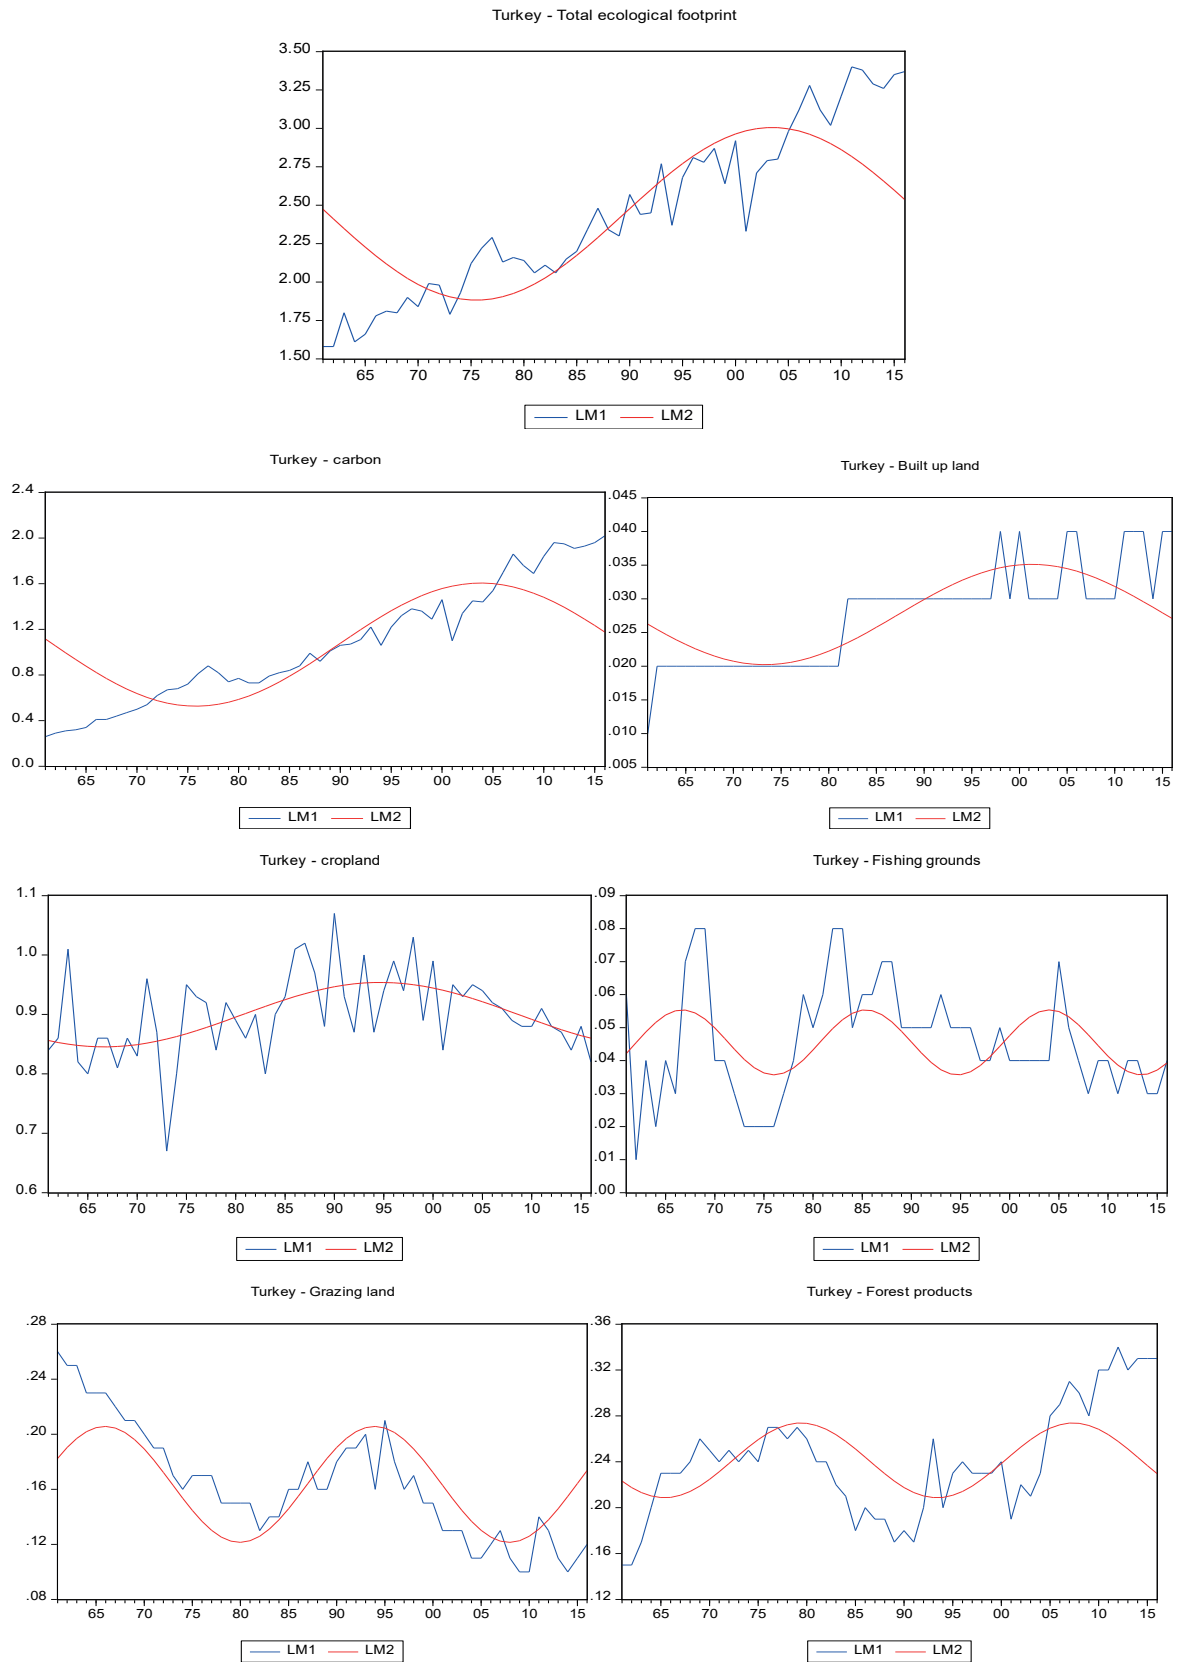 Turkey - Total ecological footprint
3.50
3.25
3.00
2.75
2.50
2.25
2.00
1.75
1.50
65 70 75 80 85 90 95 00 05 10 15
LM1 LM2
Turkey - carbon
2.4
2.0
1.6
1.2
0.8
0.4
0.0
65 70 75 80 85 90 95 00 05 10 15
LM1 LM2
Turkey - Built up land
.045
.040
.035
.030
.025
.020
.015
.010
.005
65 70 75 80 85 90 95 00 05 10 15
LM1 LM2
Turkey - cropland
1.1
1.0
0.9
0.8
0.7
0.6
65 70 75 80 85 90 95 00 05 10 15
LM1 LM2
Turkey - Fishing grounds
.09
.08
.07
.06
.05
.04
.03
.02
.01
.00
65 70 75 80 85 90 95 00 05 10 15
LM1 LM2
Turkey - Grazing land
.28
.24
.20
.16
.12
.08
65 70 75 80 85 90 95 00 05 10 15
LM1 LM2
Turkey - Forest products
.36
.32
.28
.24
.20
.16
.12
65 70 75 80 85 90 95 00 05 10 15
LM1 LM2